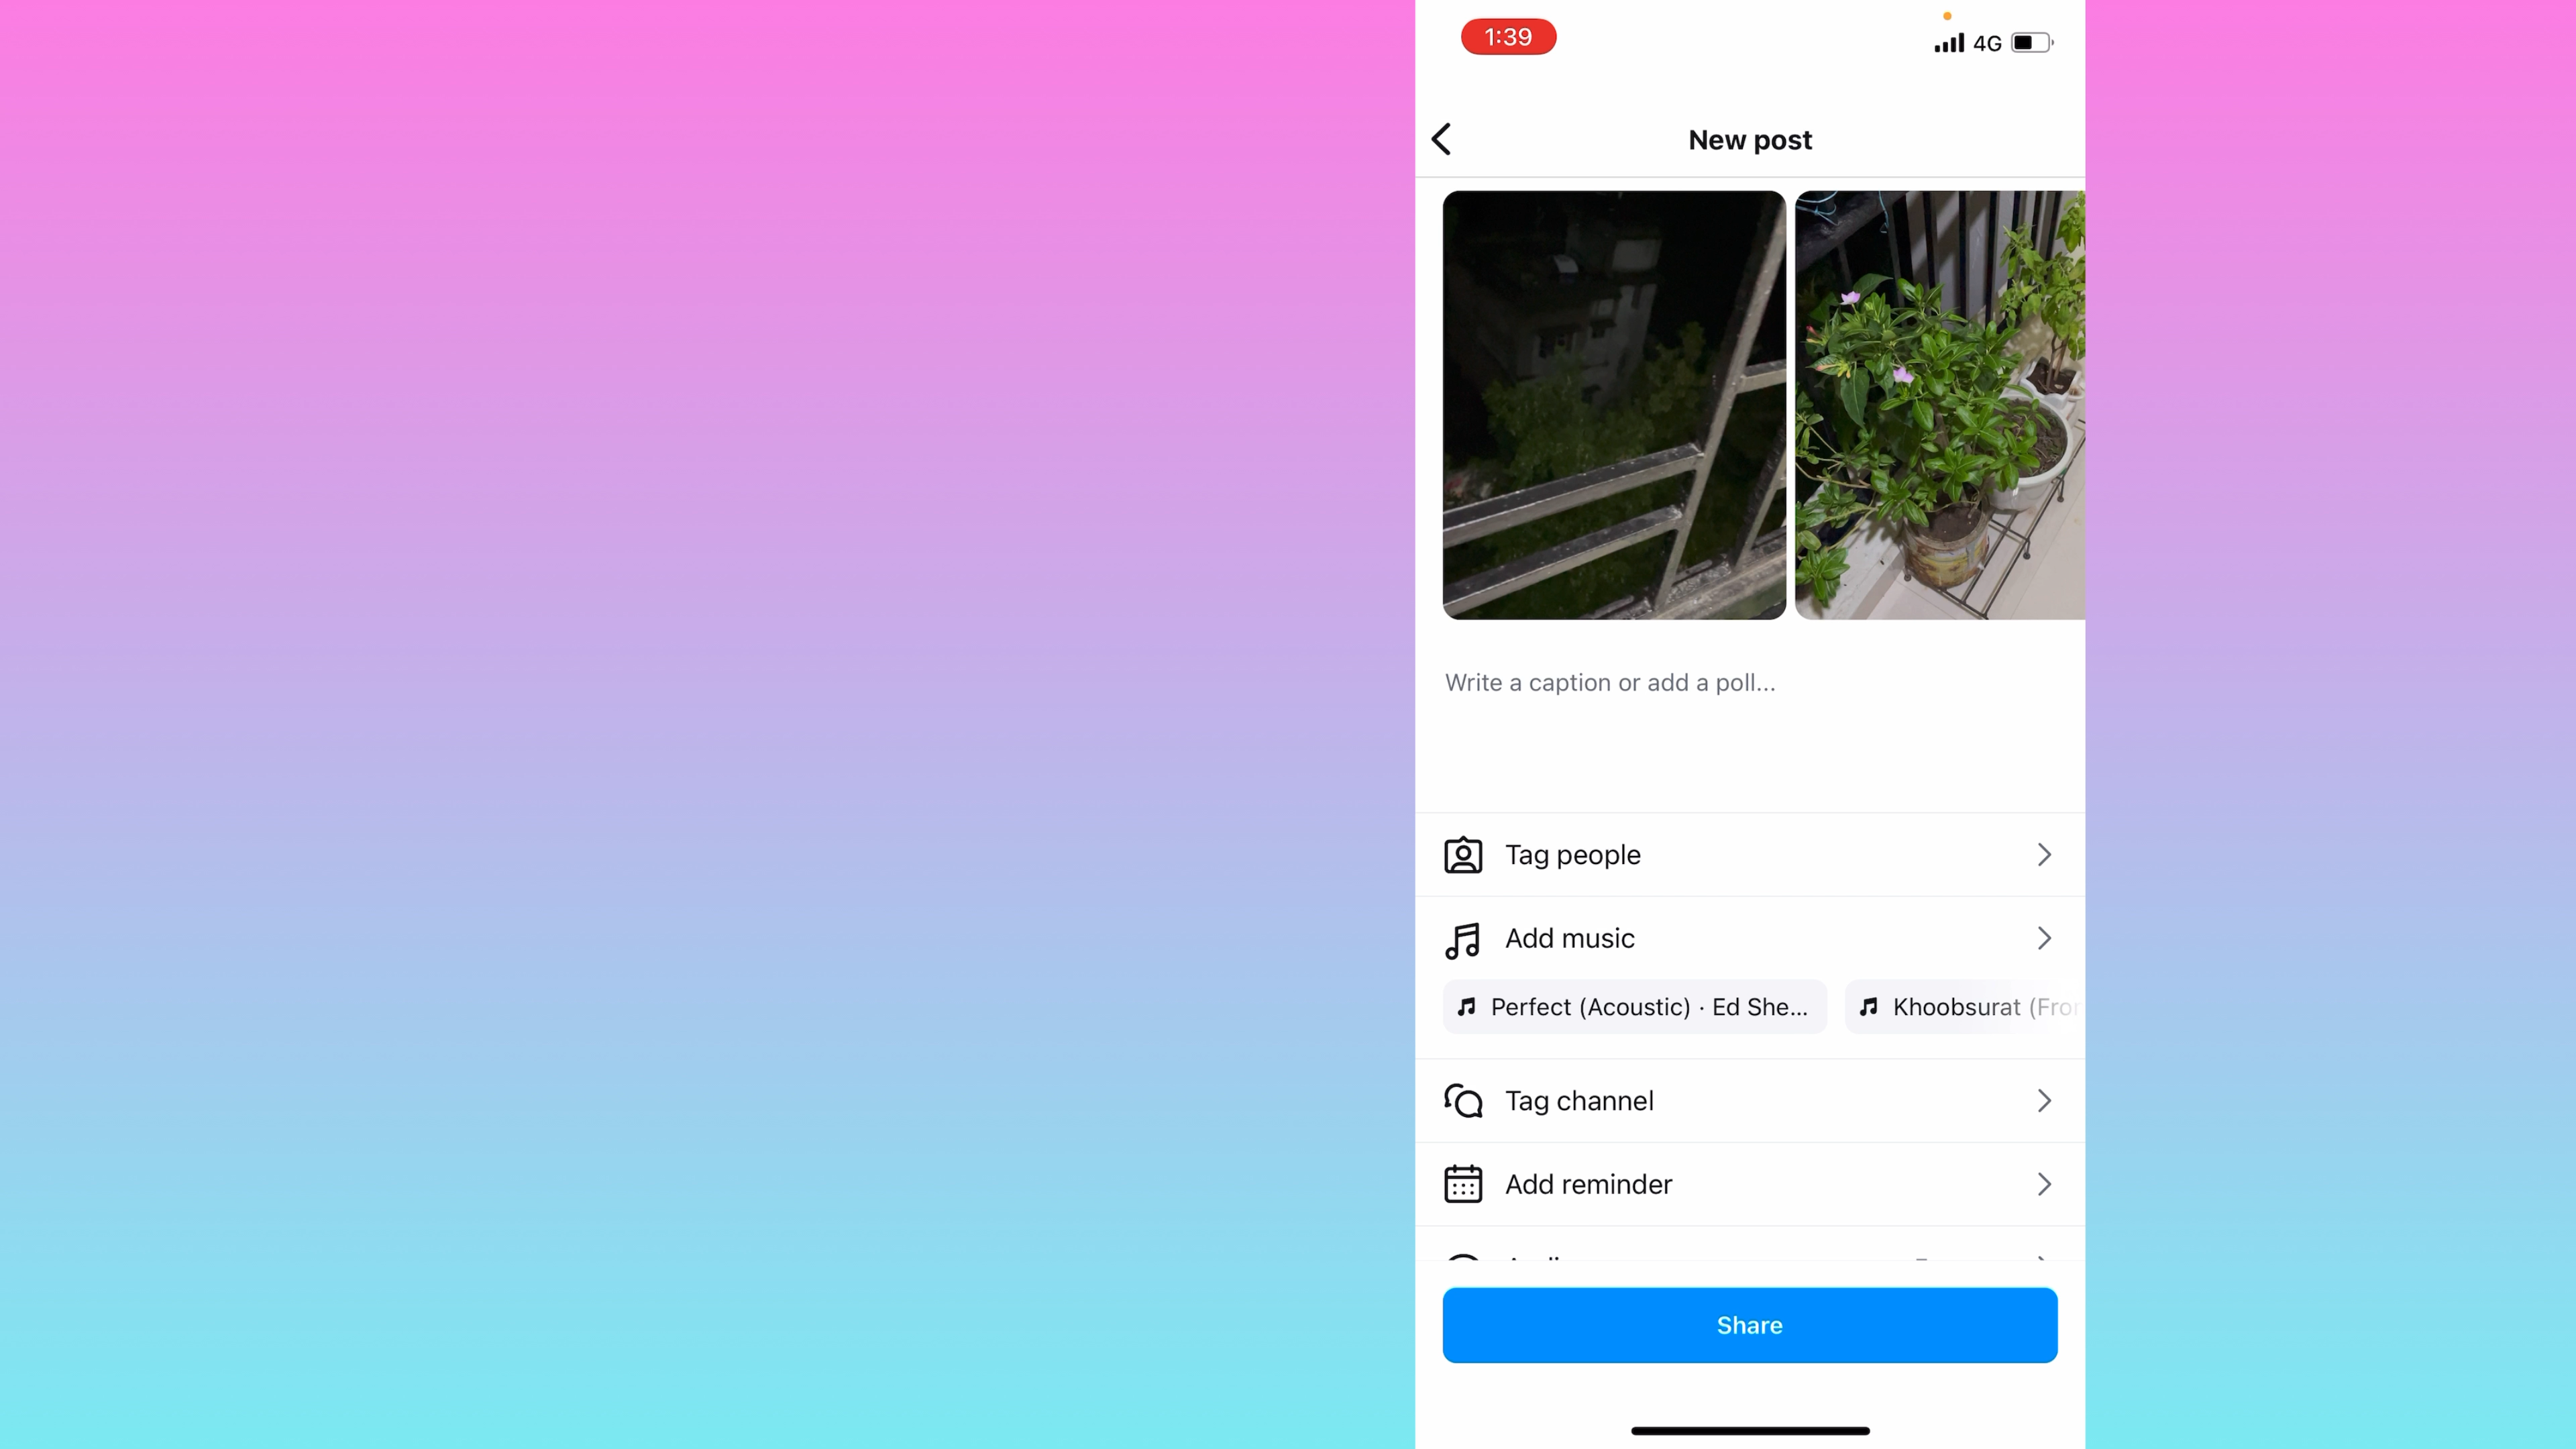 1:39
4G
New post
Write a caption or add a poll...
Tag people
Add music
Perfect (Acoustic) · Ed She...
Khoobsurat (Fro
Tag channel
Add reminder
Share